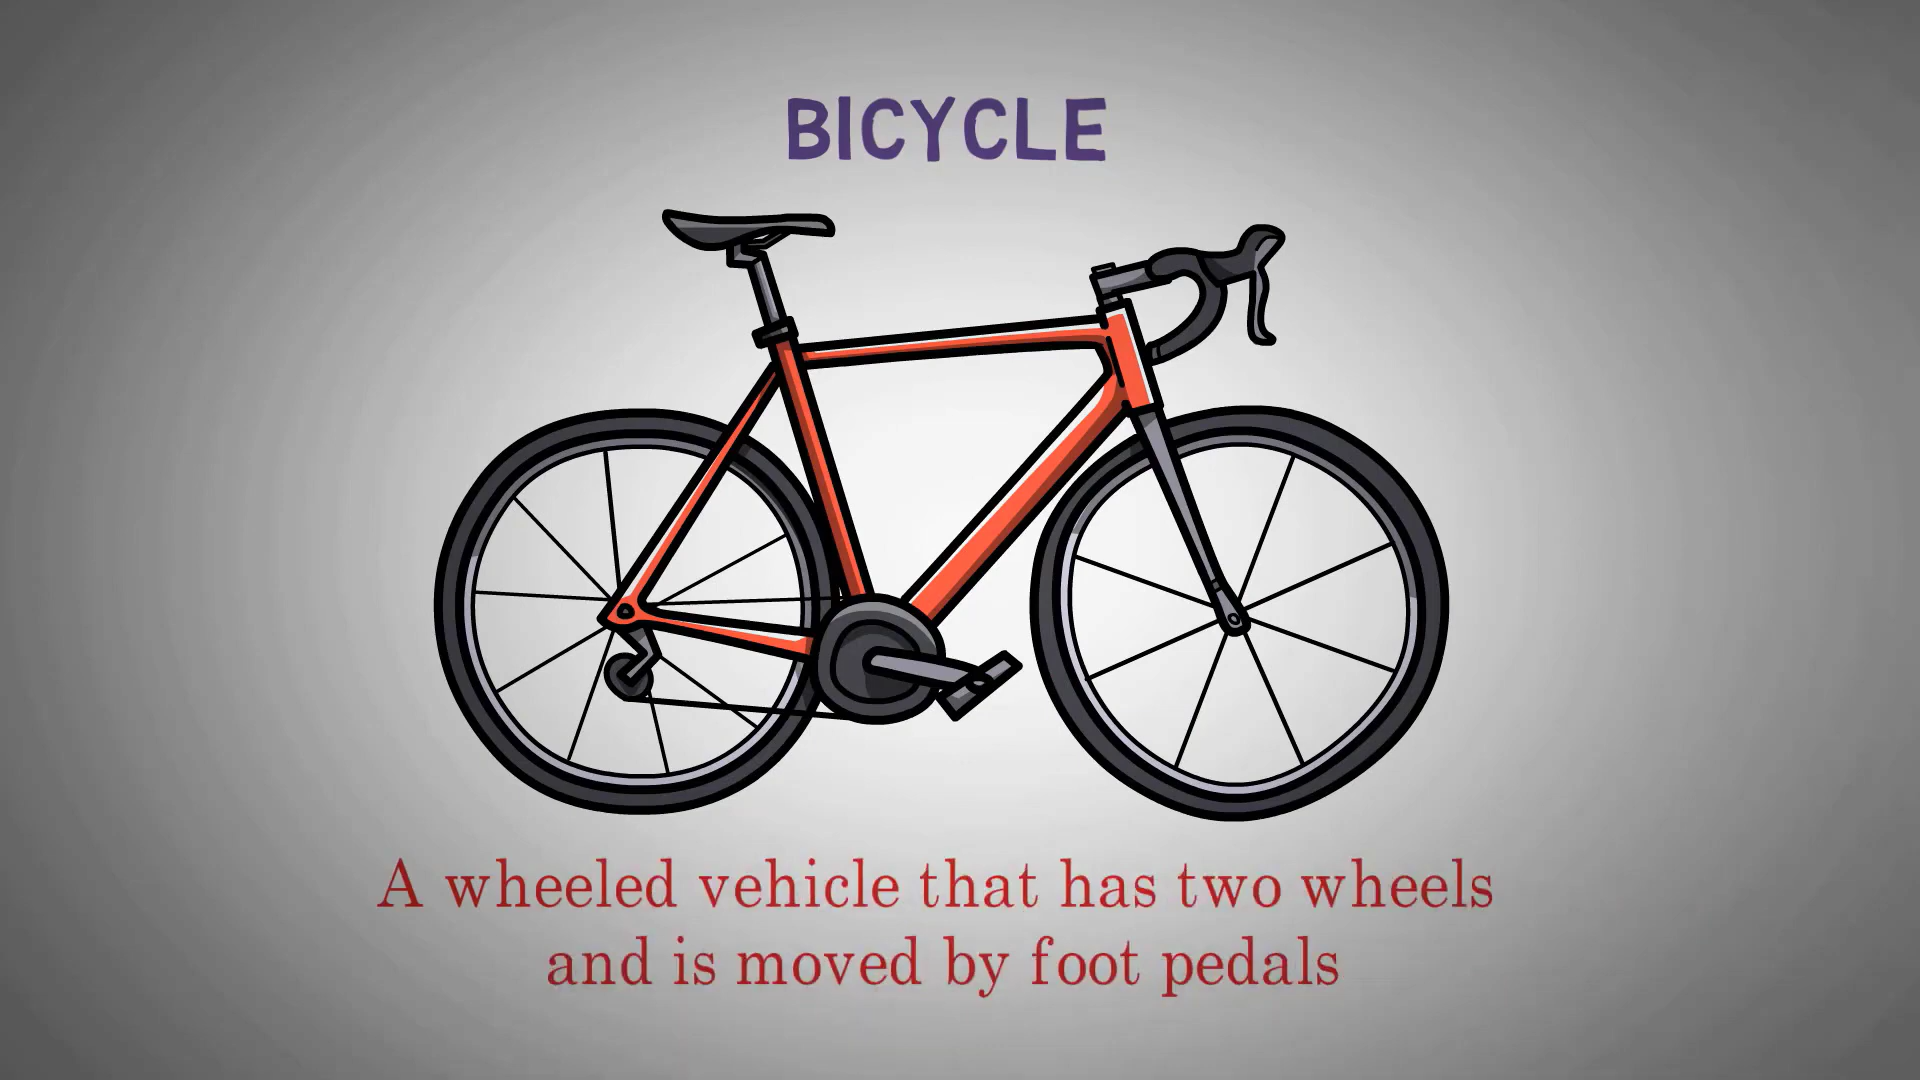 BICYCLE
A wheeled vehicle that has two wheels
and is moved by foot pedals